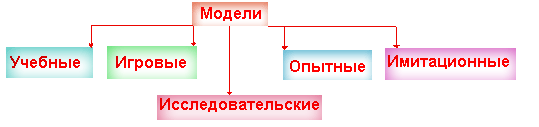 Модели
Учебные
Игровые
Опытные
Имитационные
Исследовательские